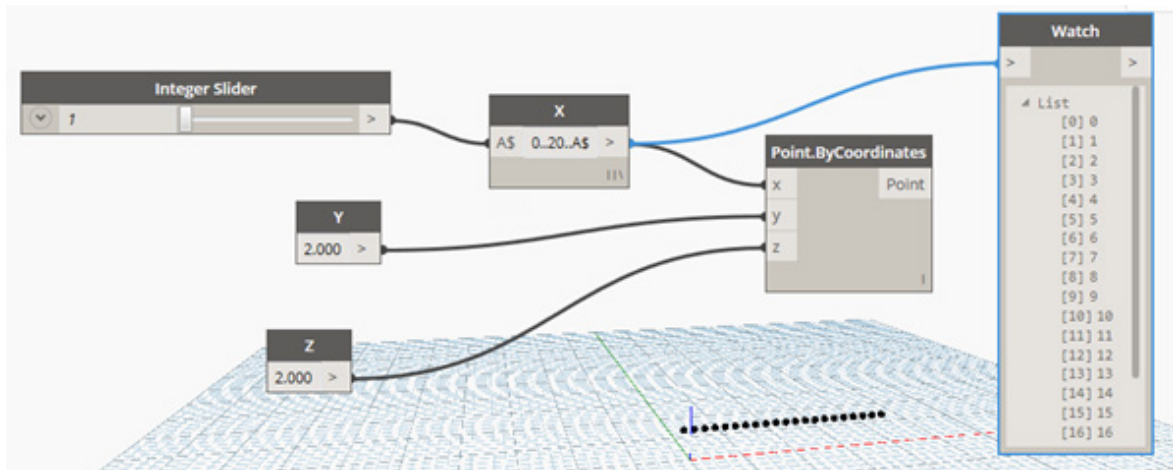 Integer Slider
1 >
X
A$ 0..20..A$ >
Y
2.000 >
Z
2.000 >
Point.ByCoordinates
x Point
y
z
Watch
> >
List
[0] 0
[1] 1
[2] 2
[3] 3
[4] 4
[5] 5
[6] 6
[7] 7
[8] 8
[9] 9
[10] 10
[11] 11
[12] 12
[13] 13
[14] 14
[15] 15
[16] 16